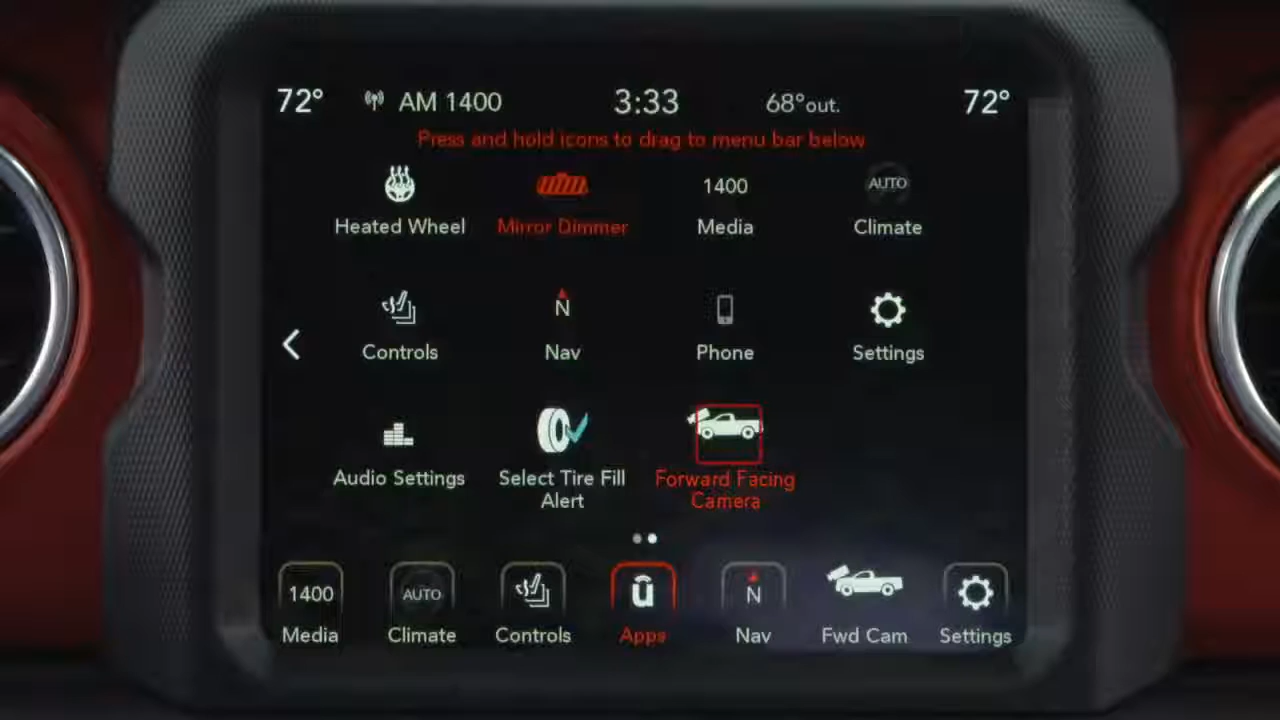 72° AM 1400 3:33 68°out. 72°
Press and hold icons to drag to menu bar below
1400 AUTO
Heated Wheel Mirror Dimmer Media Climate
N
Controls Nav Phone Settings
Audio Settings Select Tire Fill Forward Facing
Alert Camera
1400 AUTO û N
Media Climate Controls Apps Nav Fwd Cam Settings